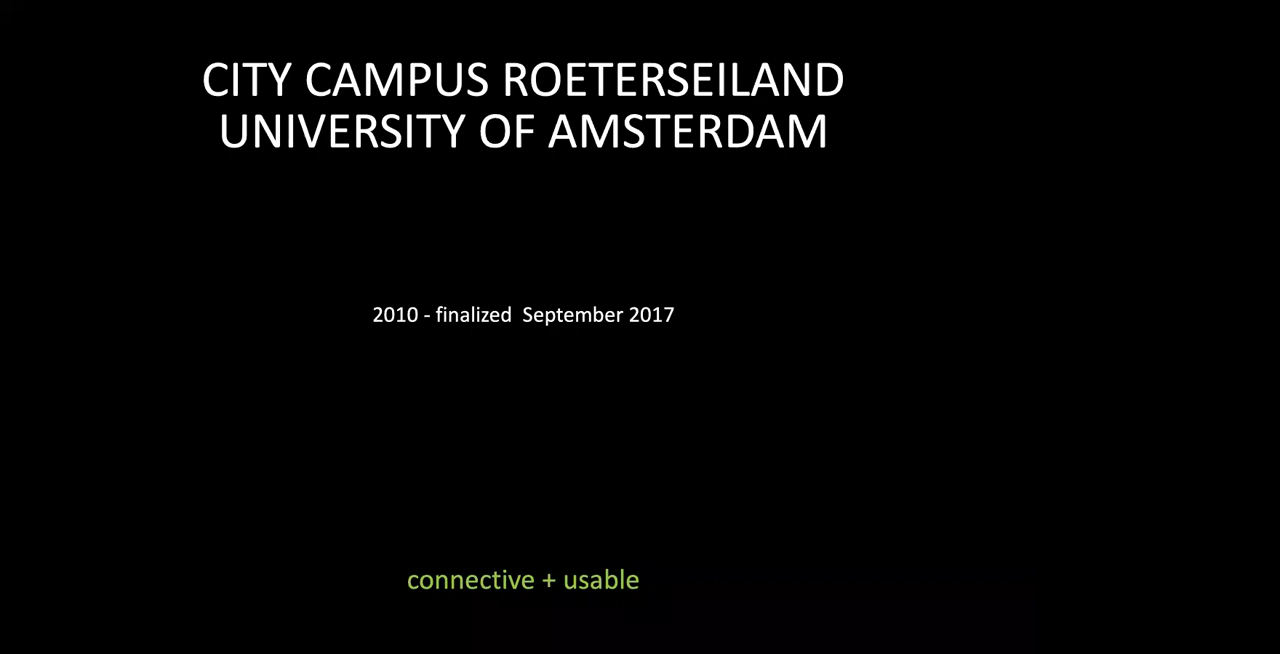 CITY CAMPUS ROETERSEILAND
UNIVERSITY OF AMSTERDAM
2010 - finalized  September 2017
connective + usable